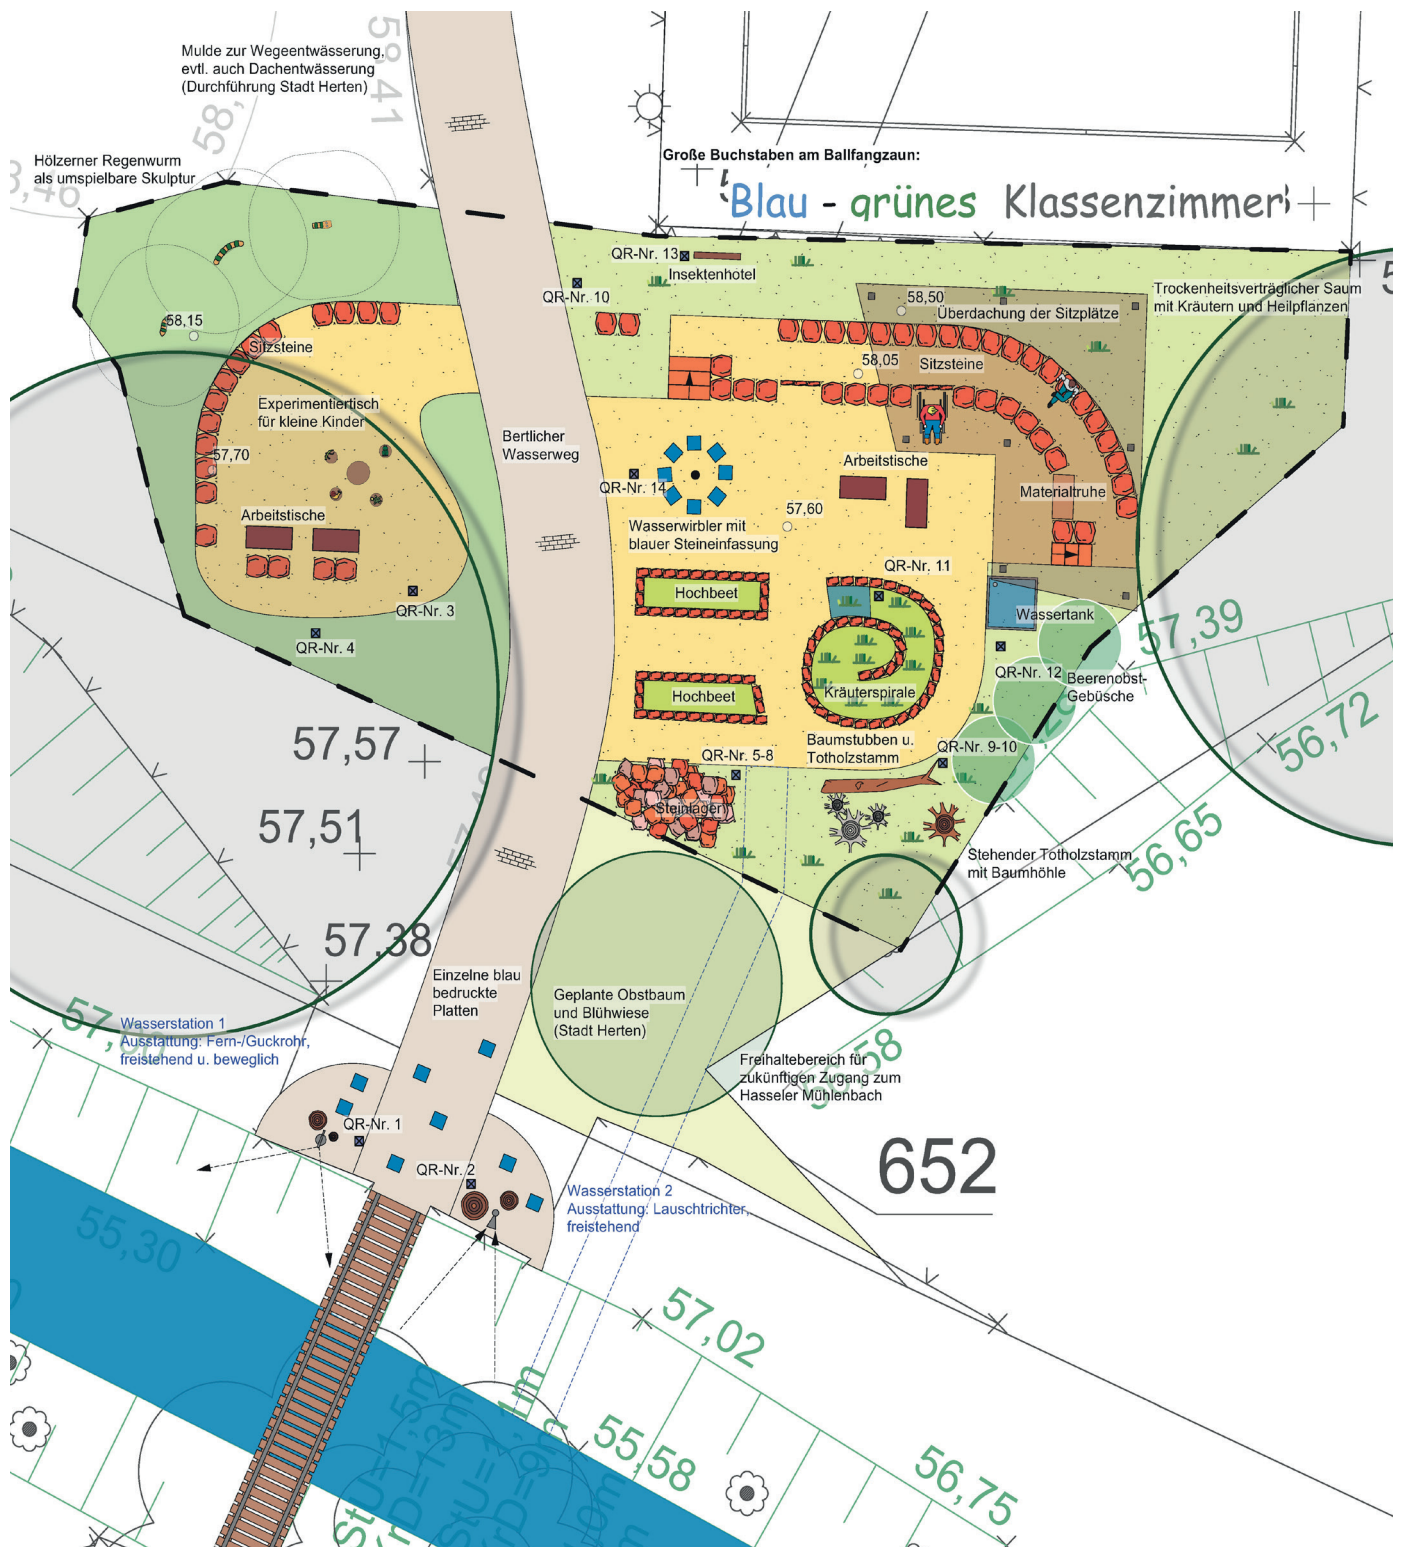 58,41
Mulde zur Wegeentwässerung,
evtl. auch Dachentwässerung
(Durchführung Stadt Herten)
58,
Hölzerner Regenwurm
als umspielbare Skulptur
Große Buchstaben am Ballfangzaun:
Blau - grünes Klassenzimmer
QR-Nr. 13
Insektenhotel
QR-Nr. 10
58,50
Überdachung der Sitzplätze
Trockenheitsverträglicher Saum
mit Kräutern und Heilpflanzen
58,15
Sitzsteine
58,05
Sitzsteine
Experimentiertisch
für kleine Kinder
57,70
Bertlicher
Wasserweg
Arbeitstische
QR-Nr. 14
Materialtruhe
Arbeitstische
57,60
Wasserwirbler mit
blauer Steineinfassung
QR-Nr. 11
Hochbeet
QR-Nr. 3
Wassertank
57,39
QR-Nr. 4
QR-Nr. 12
Beerenobst-
Gebüsche
Hochbeet
Kräuterspirale
57,57
Baumstubben u.
Totholzstamm
QR-Nr. 9-10
QR-Nr. 5-8
56,72
Steinlager
57,51
56,65
Stehender Totholzstamm
mit Baumhöhle
57,38
Einzelne blau
bedruckte
Platten
Geplante Obstbaum
und Blühwiese
(Stadt Herten)
Wasserstation 1
Ausstattung: Fern-/Guckrohr,
freistehend u. beweglich
56,58
Freihaltebereich für
zukünftigen Zugang zum
Hasseler Mühlenbach
QR-Nr. 1
652
QR-Nr. 2
Wasserstation 2
Ausstattung: Lauschtrichter,
freistehend
55,30
57,02
55,58
56,75